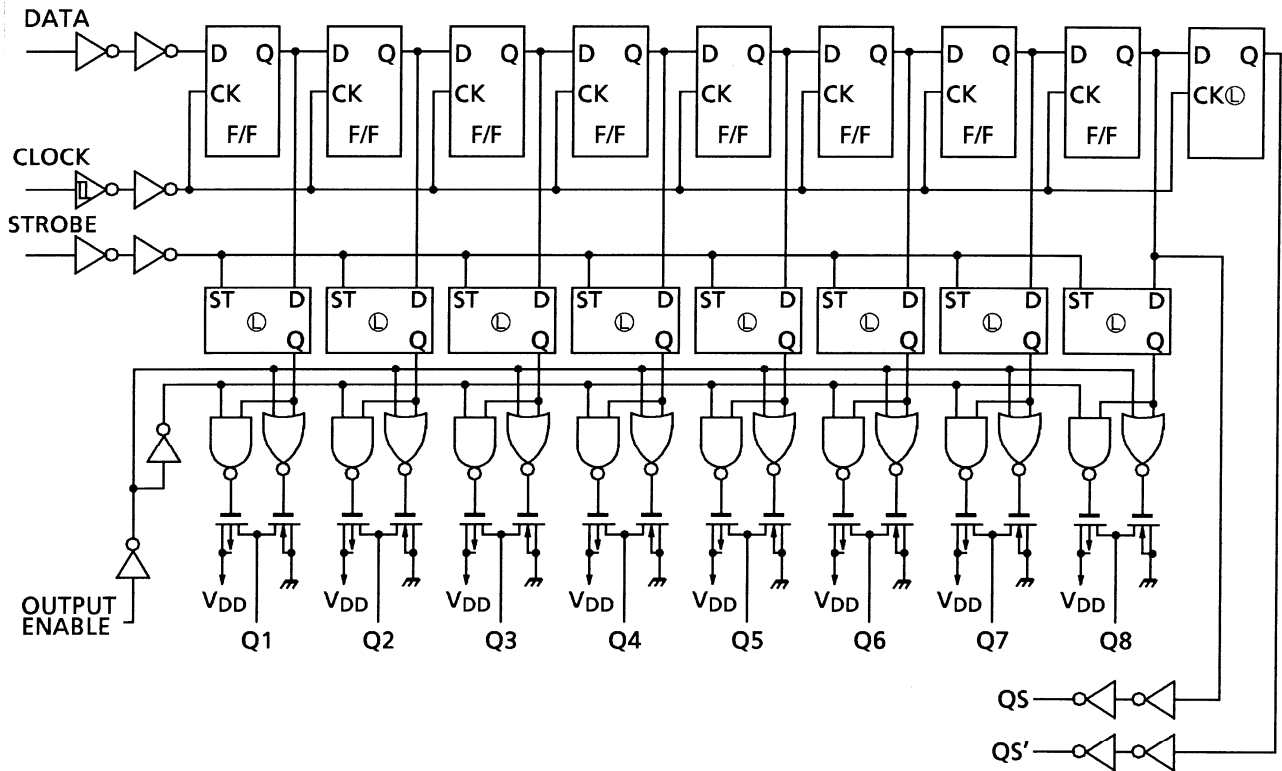 DATA
D Q D Q D Q D Q D Q D Q D Q D Q D Q
CK CK CK CK CK CK CK CK CKⓁ
F/F F/F F/F F/F F/F F/F F/F F/F
CLOCK
STROBE
ST D ST D ST D ST D ST D ST D ST D ST D
Ⓛ Ⓛ Ⓛ Ⓛ Ⓛ Ⓛ Ⓛ Ⓛ
Q Q Q Q Q Q Q Q
VDD VDD VDD VDD VDD VDD VDD VDD
OUTPUT
ENABLE
Q1 Q2 Q3 Q4 Q5 Q6 Q7 Q8
QS
QS'